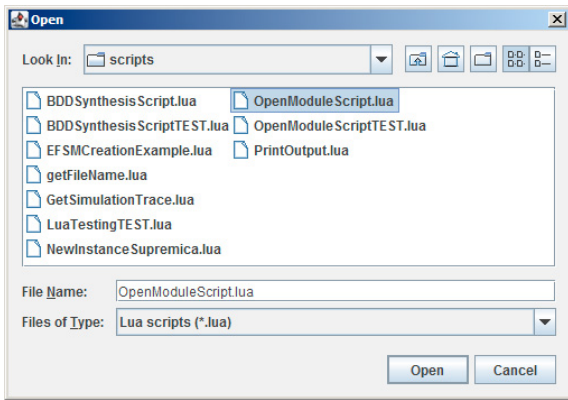 Open
Look In: scripts
BDDSynthesisScript.lua OpenModuleScript.lua
BDDSynthesisScriptTEST.lua OpenModuleScriptTEST.lua
EFSMCreationExample.lua PrintOutput.lua
getFileName.lua
GetSimulationTrace.lua
LuaTestingTEST.lua
NewInstanceSupremica.lua
File Name: OpenModuleScript.lua
Files of Type: Lua scripts (*.lua)
Open Cancel